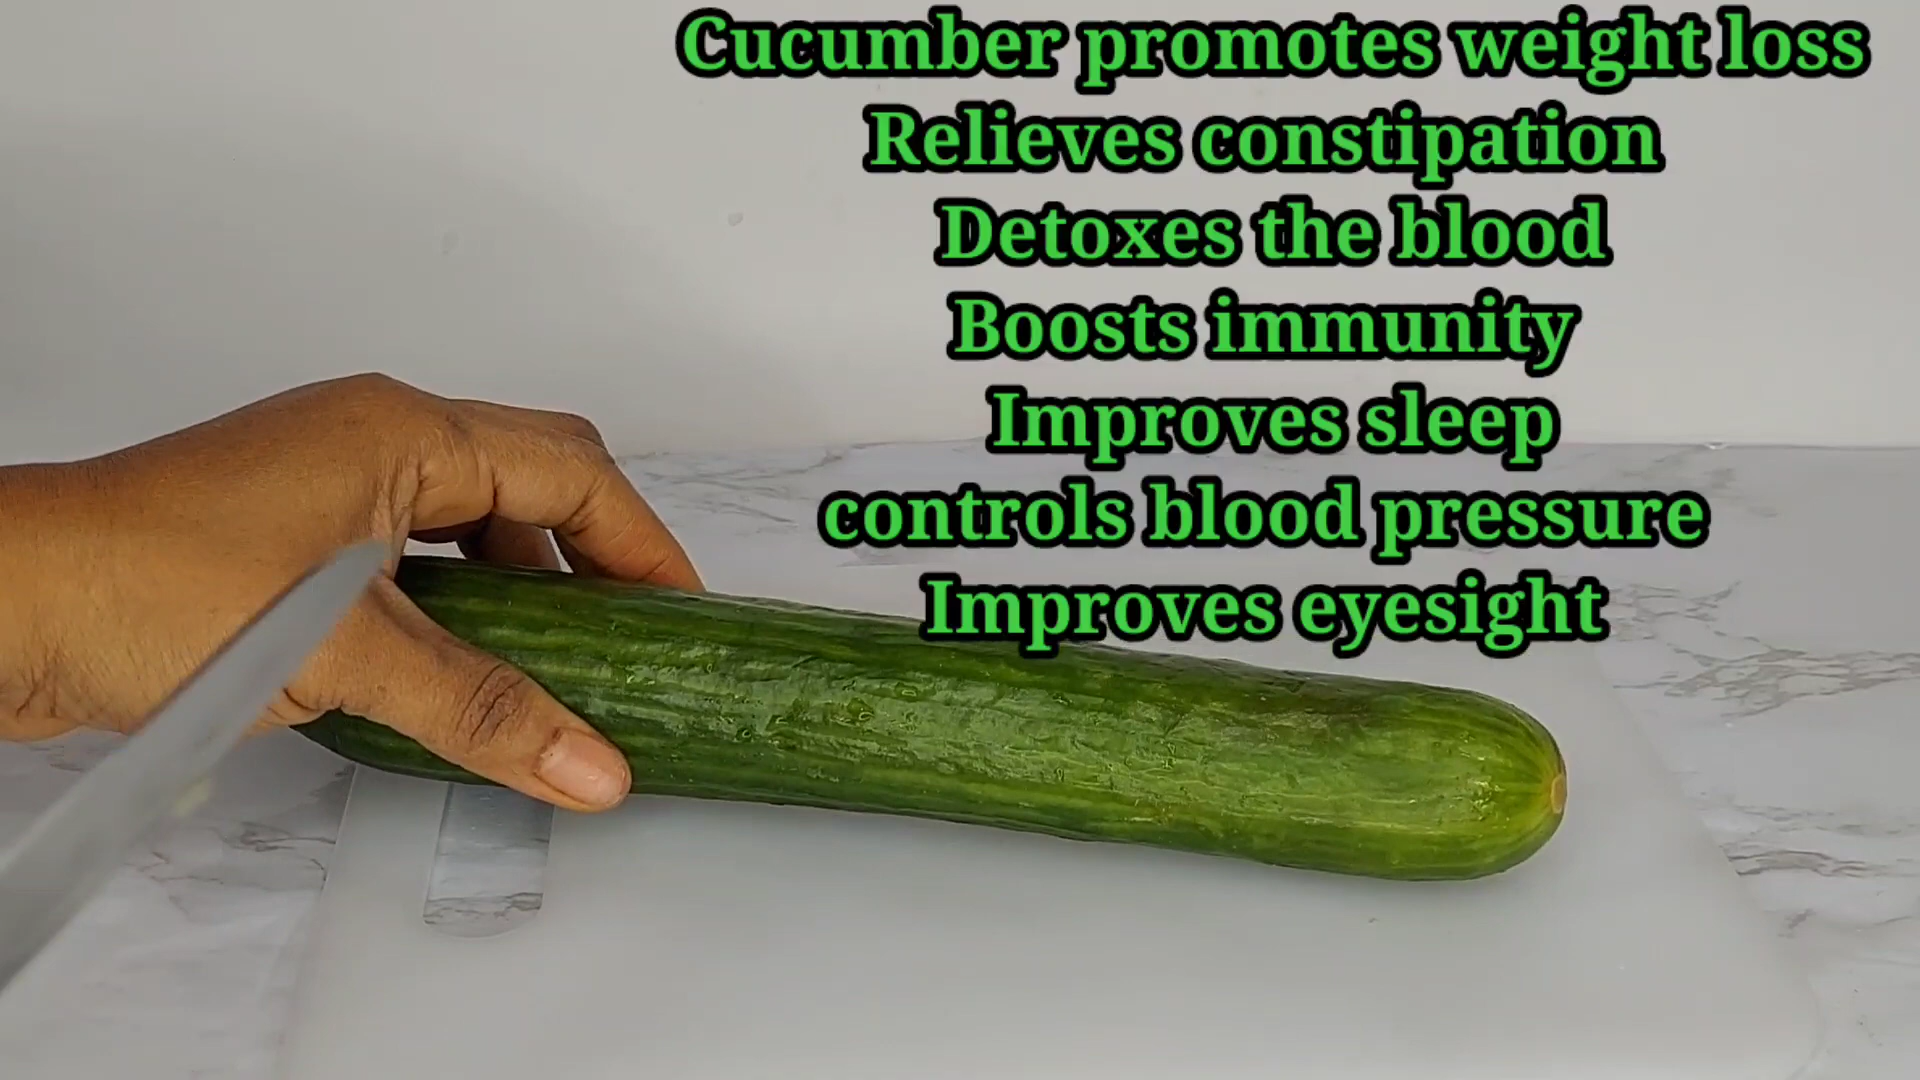 Cucumber promotes weight loss
Relieves constipation
Detoxes the blood
Boosts immunity
Improves sleep
controls blood pressure
Improves eyesight